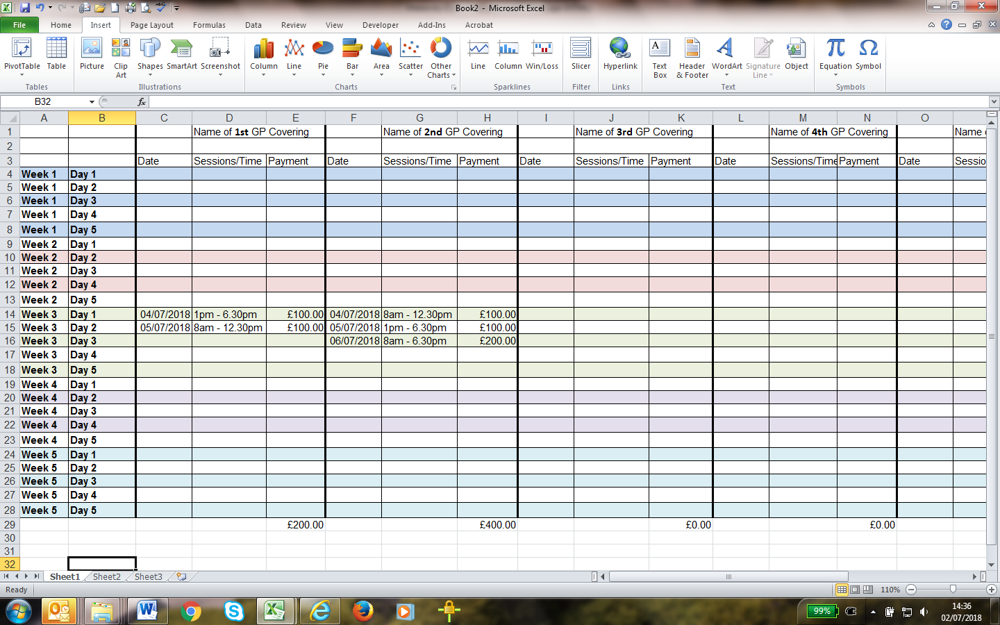 Book2 - Microsoft Excel
File Home Insert Page Layout Formulas Data Review View Developer Add-Ins Acrobat
PivotTable Table Picture Clip Art Shapes SmartArt Screenshot Column Line Pie Bar Area Scatter Other Charts Line Column Win/Loss Slicer Hyperlink Text Box Header & Footer WordArt Signature Line Object Equation Symbol
Tables Illustrations Charts Sparklines Filter Links Text Symbols
B32 fx
A B C D E F G H I J K L M N O
1 Name of 1st GP Covering Name of 2nd GP Covering Name of 3rd GP Covering Name of 4th GP Covering Name
2
3 Date Sessions/Time Payment Date Sessions/Time Payment Date Sessions/Time Payment Date Sessions/Time Payment Date Sessio
4 Week 1 Day 1
5 Week 1 Day 2
6 Week 1 Day 3
7 Week 1 Day 4
8 Week 1 Day 5
9 Week 2 Day 1
10 Week 2 Day 2
11 Week 2 Day 3
12 Week 2 Day 4
13 Week 2 Day 5
14 Week 3 Day 1 04/07/2018 1pm - 6.30pm £100.00 04/07/2018 8am - 12.30pm £100.00
15 Week 3 Day 2 05/07/2018 8am - 12.30pm £100.00 05/07/2018 1pm - 6.30pm £100.00
16 Week 3 Day 3 06/07/2018 8am - 6.30pm £200.00
17 Week 3 Day 4
18 Week 3 Day 5
19 Week 4 Day 1
20 Week 4 Day 2
21 Week 4 Day 3
22 Week 4 Day 4
23 Week 4 Day 5
24 Week 5 Day 1
25 Week 5 Day 2
26 Week 5 Day 3
27 Week 5 Day 4
28 Week 5 Day 5
29 £200.00 £400.00 £0.00 £0.00
30
31
32
Sheet1 Sheet2 Sheet3
Ready 110%
99% 14:36
02/07/2018